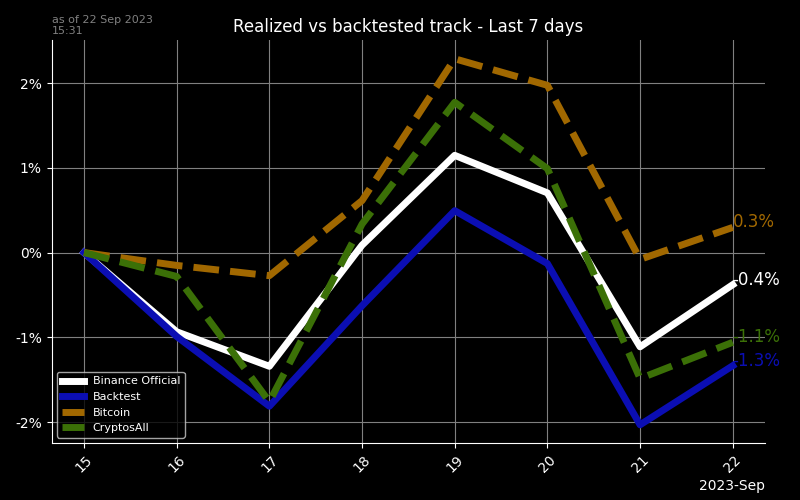 as of 22 Sep 2023
15:31
Realized vs backtested track - Last 7 days
2%
1%
0%
-1%
-2%
0.3%
-0.4%
-1.1%
-1.3%
Binance Official
Backtest
Bitcoin
CryptosAll
15
16
17
18
19
20
21
22
2023-Sep